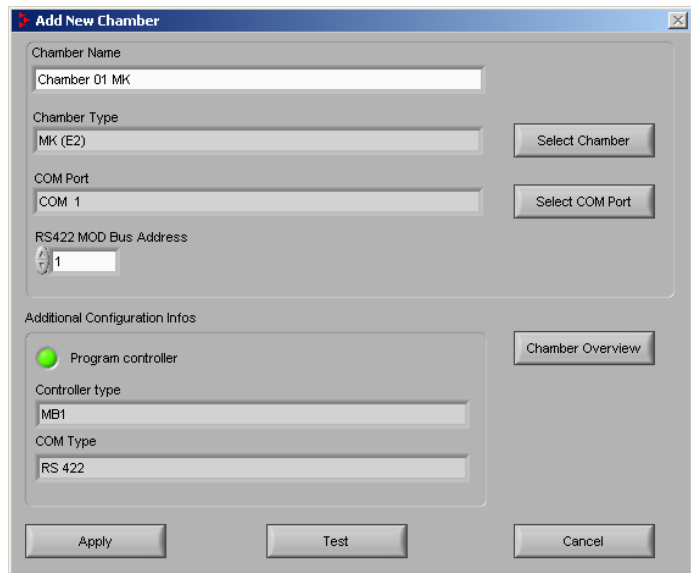 Add New Chamber
Chamber Name
Chamber 01 MK
Chamber Type
MK (E2)
Select Chamber
COM Port
COM 1
Select COM Port
RS422 MOD Bus Address
1
Additional Configuration Infos
Chamber Overview
Program controller
Controller type
MB1
COM Type
RS 422
Apply
Test
Cancel